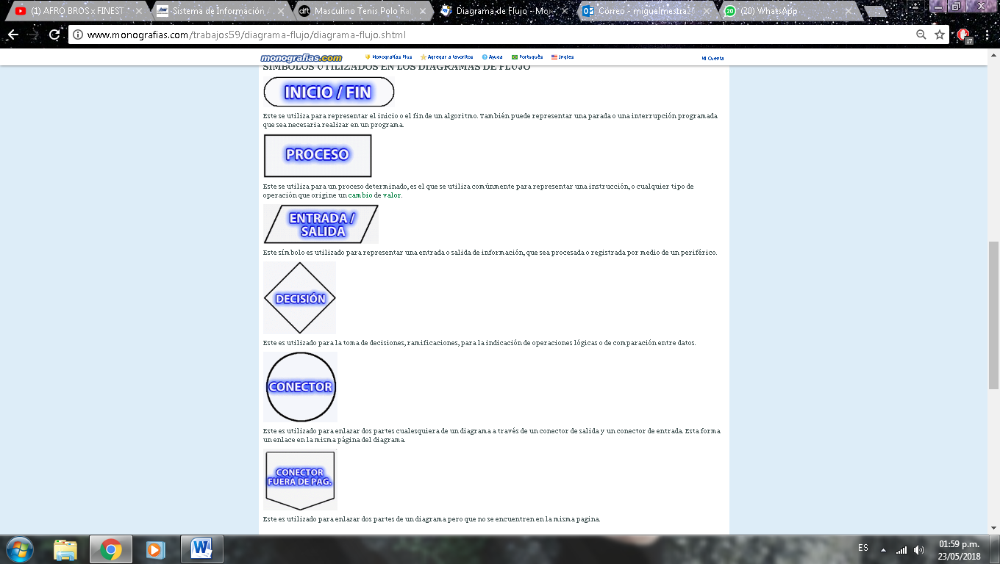 (1) AFRO BROS x FINEST
Sistema de Información
Masculino Tenis Polo Ral
Diagrama de Flujo - Mo
Correo - miguelmestra2
(20) WhatsApp
www.monografias.com/trabajos59/diagrama-flujo/diagrama-flujo.shtml
17
monografias.com
Monografías Plus
Agregar a favoritos
Ayuda
Português
Ingles
Mi Cuenta
SÍMBOLOS UTILIZADOS EN LOS DIAGRAMAS DE FLUJO
INICIO / FIN
Este se utiliza para representar el inicio o el fin de un algoritmo. También puede representar una parada o una interrupción programada
que sea necesaria realizar en un programa.
PROCESO
Este se utiliza para un proceso determinado, es el que se utiliza comúnmente para representar una instrucción, o cualquier tipo de
operación que origine un cambio de valor.
ENTRADA /
SALIDA
Este símbolo es utilizado para representar una entrada o salida de información, que sea procesada o registrada por medio de un periférico.
DECISIÓN
Este es utilizado para la toma de decisiones, ramificaciones, para la indicación de operaciones lógicas o de comparación entre datos.
CONECTOR
Este es utilizado para enlazar dos partes cualesquiera de un diagrama a través de un conector de salida y un conector de entrada. Esta forma
un enlace en la misma página del diagrama.
CONECTOR
FUERA DE PAG.
Este es utilizado para enlazar dos partes de un diagrama pero que no se encuentren en la misma pagina.
ES
01:59 p.m.
23/05/2018